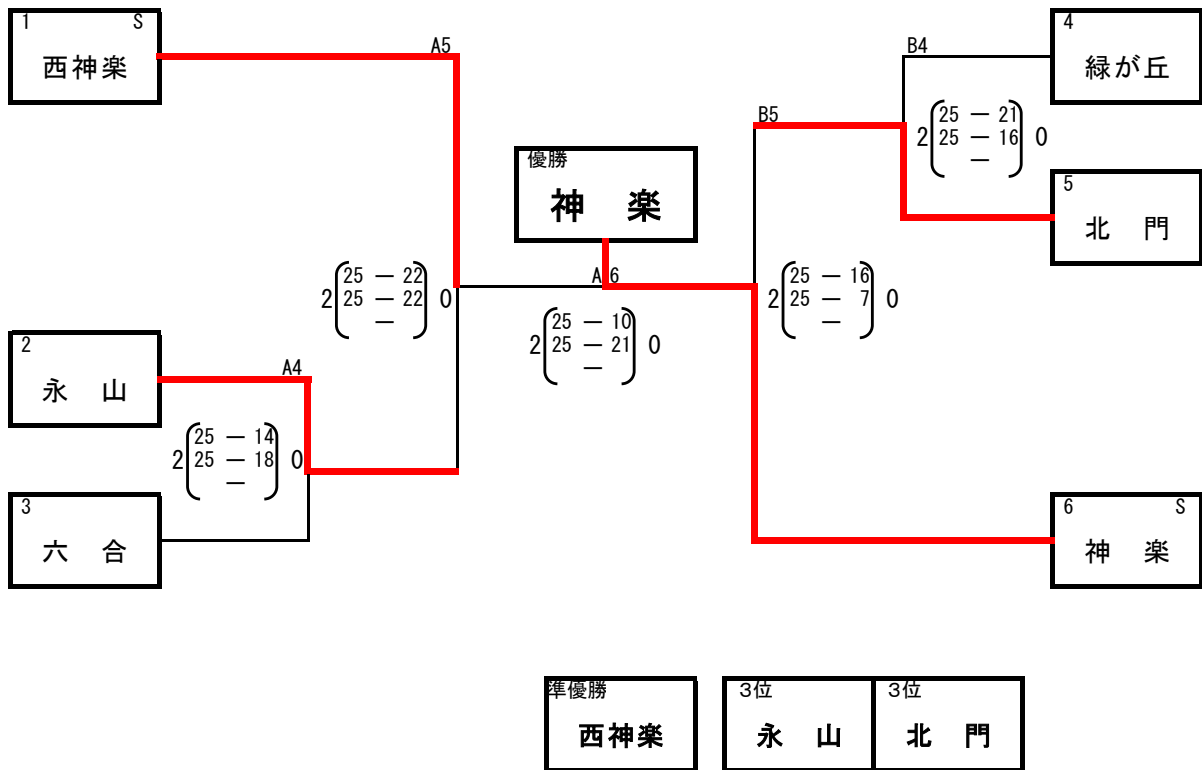 1 S
西神楽
A5
B4
4
緑が丘
2 25 － 21 0
25 － 16
－
B5
優勝
神 楽
5
北 門
2 25 － 22 0
25 － 22
－
A 6
2 25 － 16 0
25 － 7
－
2 25 － 10 0
25 － 21
－
2
永 山
A4
2 25 － 14 0
25 － 18
－
3
六 合
6 S
神 楽
準優勝
西神楽
3位
永 山
3位
北 門